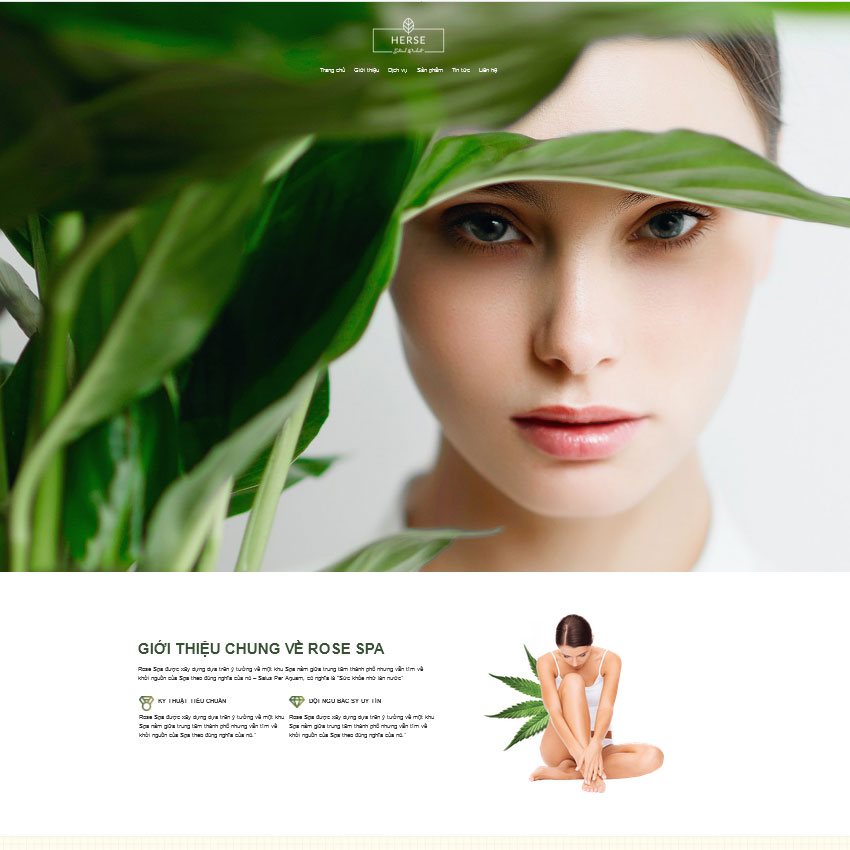 HERSE
Trang chủ Giới thiệu Dịch vụ Sản phẩm Tin tức Liên hệ
GIỚI THIỆU CHUNG VỀ ROSE SPA
Rose Spa được xây dựng dựa trên ý tưởng về một khu Spa nằm giữa trung tâm thành phố nhưng vẫn tìm về
khởi nguồn của Spa theo đúng nghĩa của nó – Salus Per Aquam, có nghĩa là "Sức khỏe nhờ làn nước"
KỸ THUẬT TIÊU CHUẨN
Rose Spa được xây dựng dựa trên ý tưởng về một khu
Spa nằm giữa trung tâm thành phố nhưng vẫn tìm về
khởi nguồn của Spa theo đúng nghĩa của nó."
ĐỘI NGŨ BÁC SỸ UY TÍN
Rose Spa được xây dựng dựa trên ý tưởng về một khu
Spa nằm giữa trung tâm thành phố nhưng vẫn tìm về
khởi nguồn của Spa theo đúng nghĩa của nó."